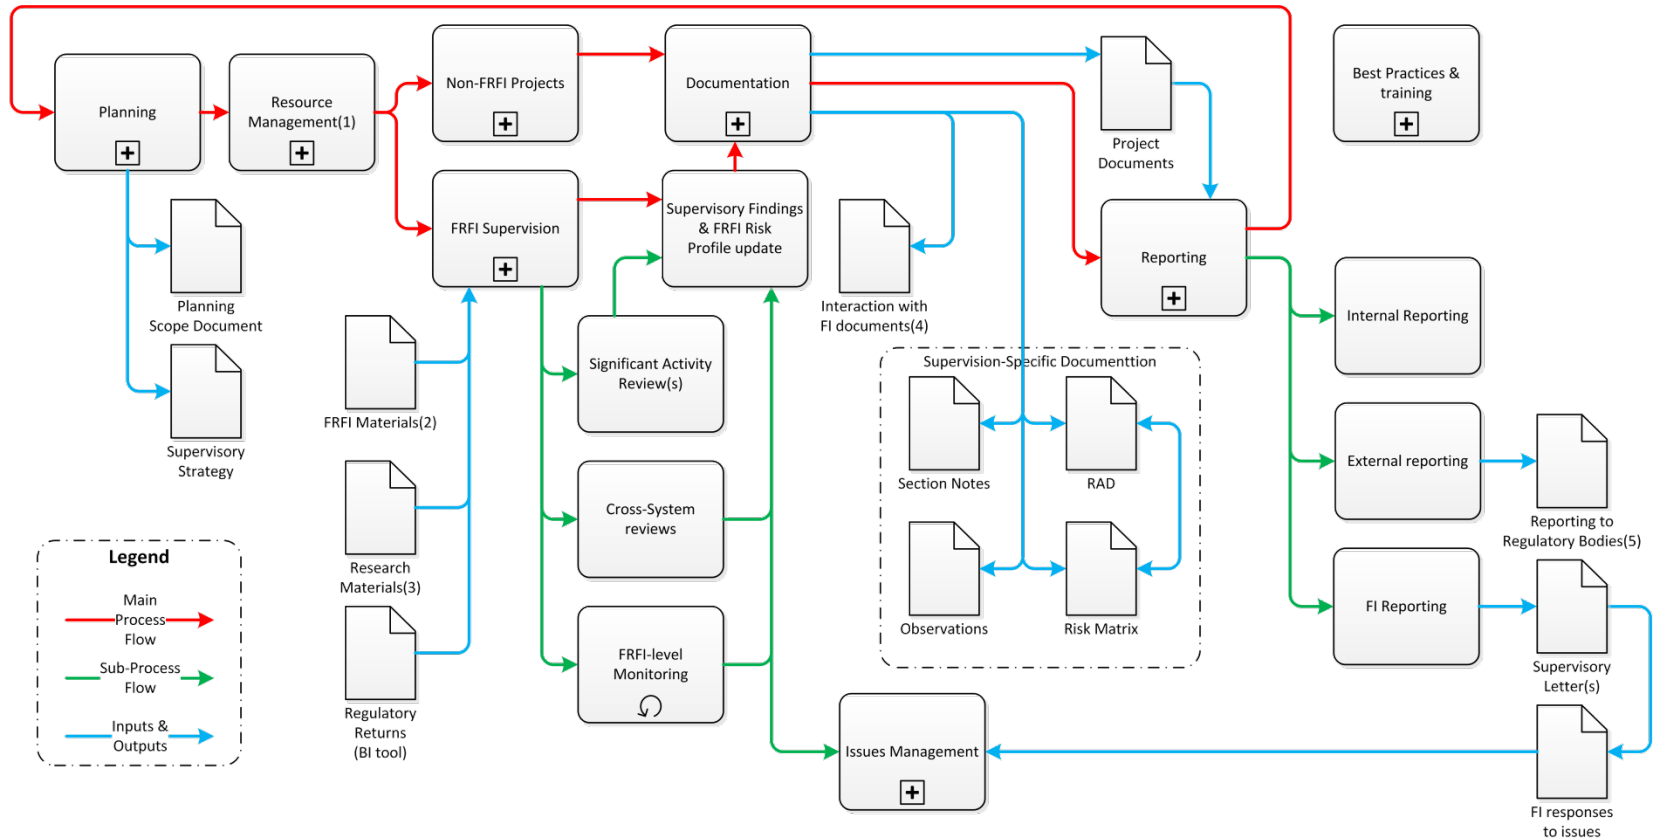 Planning
Resource
Management(1)
Non-FRFI Projects
Documentation
Project
Documents
Best Practices &
training
FRFI Supervision
Supervisory Findings
& FRFI Risk
Profile update
Reporting
Planning
Scope Document
Supervisory
Strategy
FRFI Materials(2)
Research
Materials(3)
Regulatory
Returns
(BI tool)
Significant Activity
Review(s)
Cross-System
reviews
FRFI-level
Monitoring
Interaction with
FI documents(4)
Supervision-Specific Documenttion
Section Notes
RAD
Observations
Risk Matrix
Issues Management
Internal Reporting
External reporting
Reporting to
Regulatory Bodies(5)
FI Reporting
Supervisory
Letter(s)
FI responses
to issues
Legend
Main
Process
Flow
Sub-Process
Flow
Inputs &
Outputs